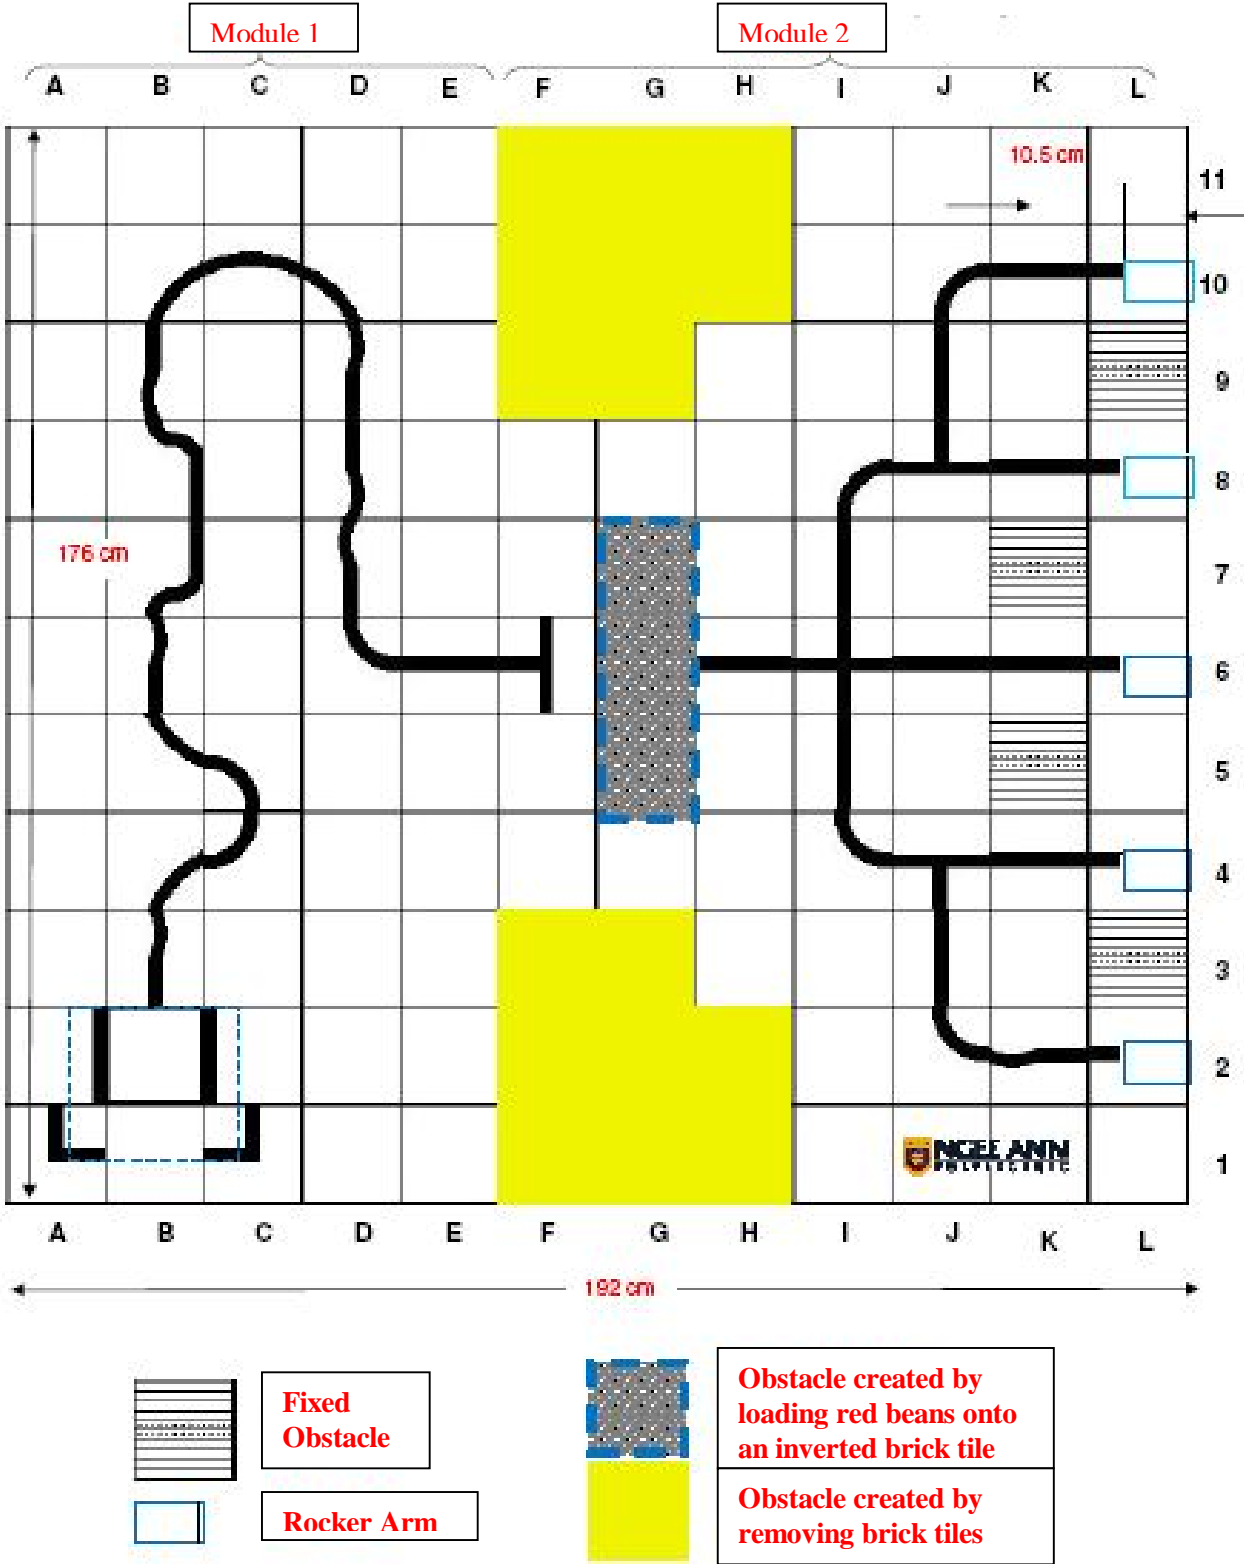 Module 1
Module 2
A B C D E F G H I J K L
10.5 cm
11
10
9
8
176 cm
7
6
5
4
3
2
NGEE ANN
POLYTECHNIC
1
A B C D E F G H I J K L
192 cm
Fixed
Obstacle
Rocker Arm
Obstacle created by
loading red beans onto
an inverted brick tile
Obstacle created by
removing brick tiles